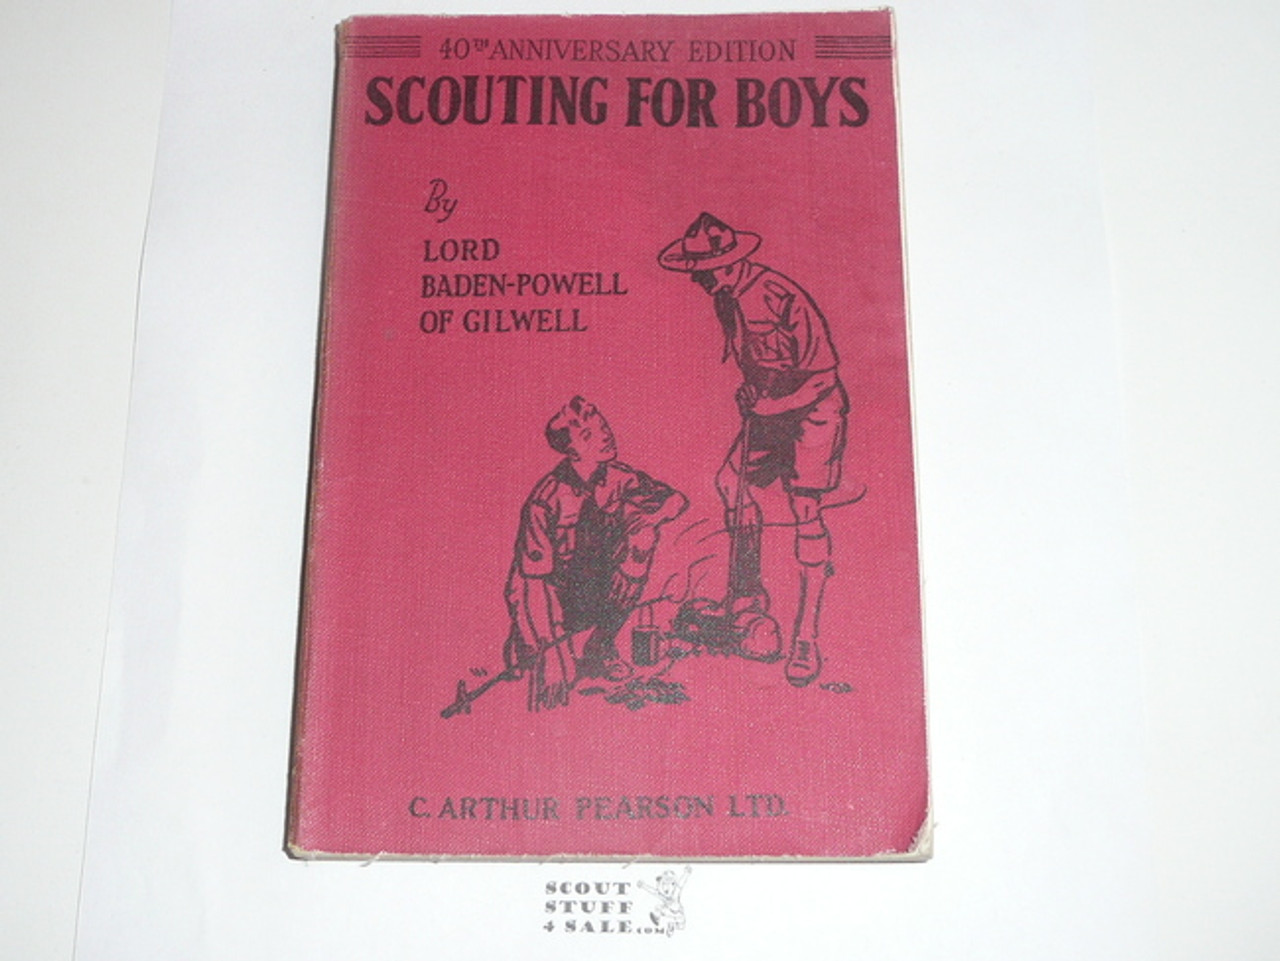 40TH ANNIVERSARY EDITION
SCOUTING FOR BOYS
By
LORD
BADEN-POWELL
OF GILWELL
C. ARTHUR PEARSON LTD.
SCOUT
STUFF
4 SALE.COM